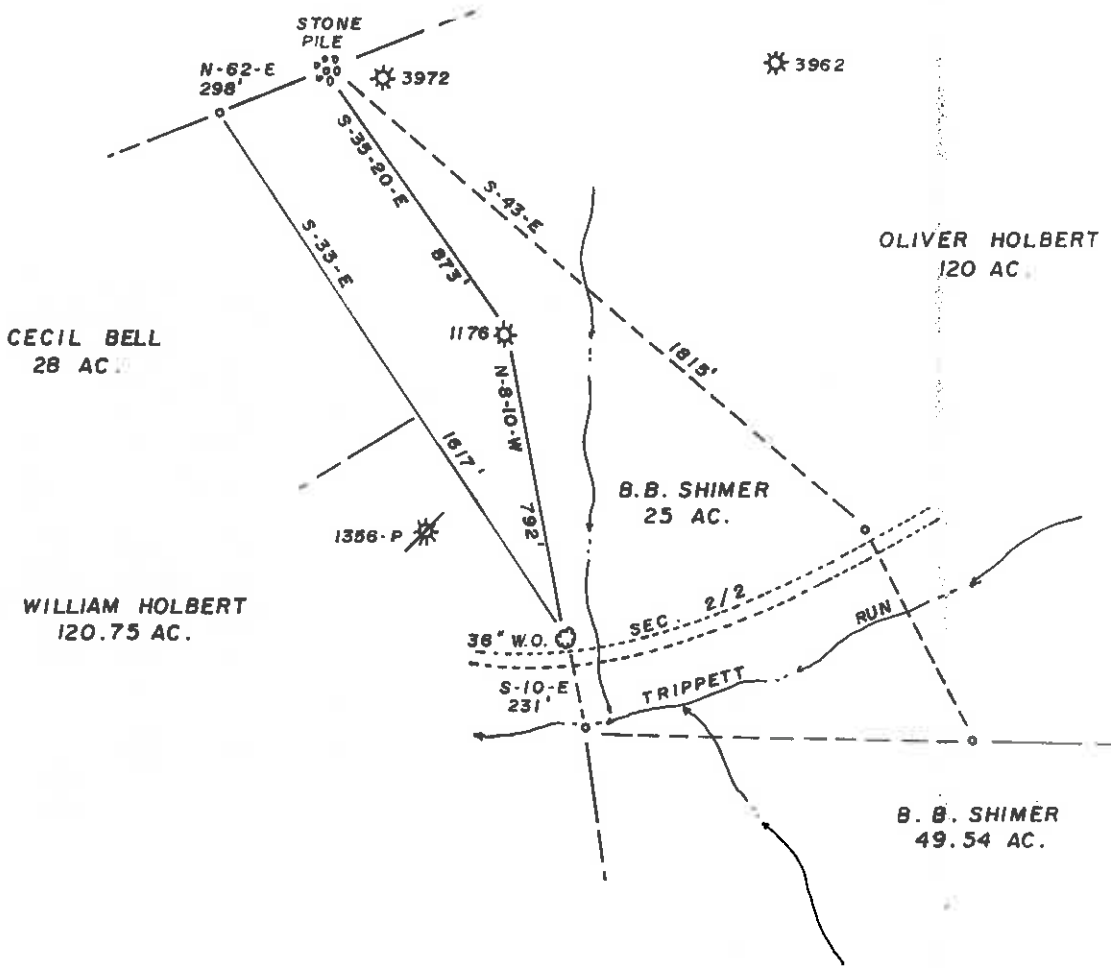 STONE
PILE
N-62-E
298'
3972
3962
S-35-20-E
873'
S-43-E
1815'
S-33-E
1617'
OLIVER HOLBERT
120 AC.
CECIL BELL
28 AC.
1176
N-8-10-W
792'
B.B. SHIMER
25 AC.
1356-P
WILLIAM HOLBERT
120.75 AC.
36" W.O.
SEC. 2/2
RUN
S-10-E
231'
TRIPPETT
B. B. SHIMER
49.54 AC.